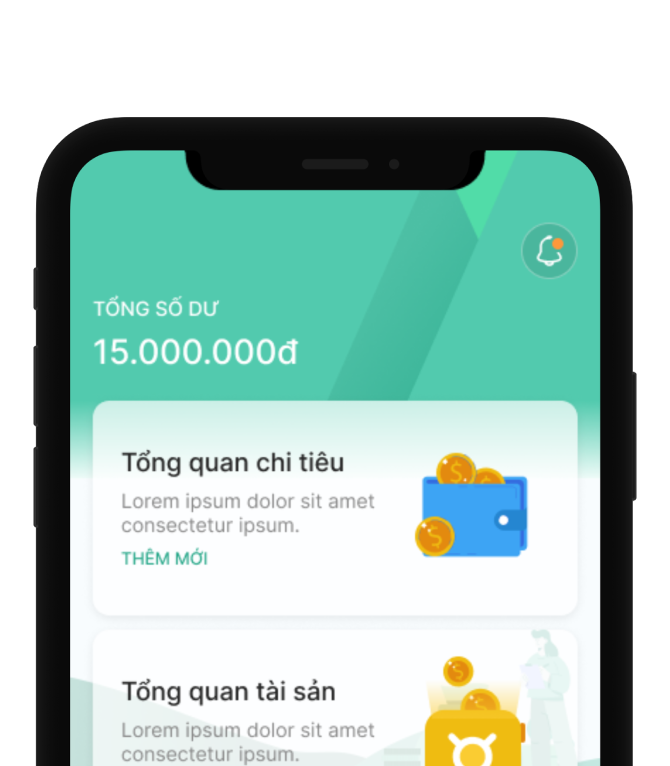 TỔNG SỐ DƯ
15.000.000đ
Tổng quan chi tiêu
Lorem ipsum dolor sit amet
consectetur ipsum.
THÊM MỚI
Tổng quan tài sản
Lorem ipsum dolor sit amet
consectetur ipsum.